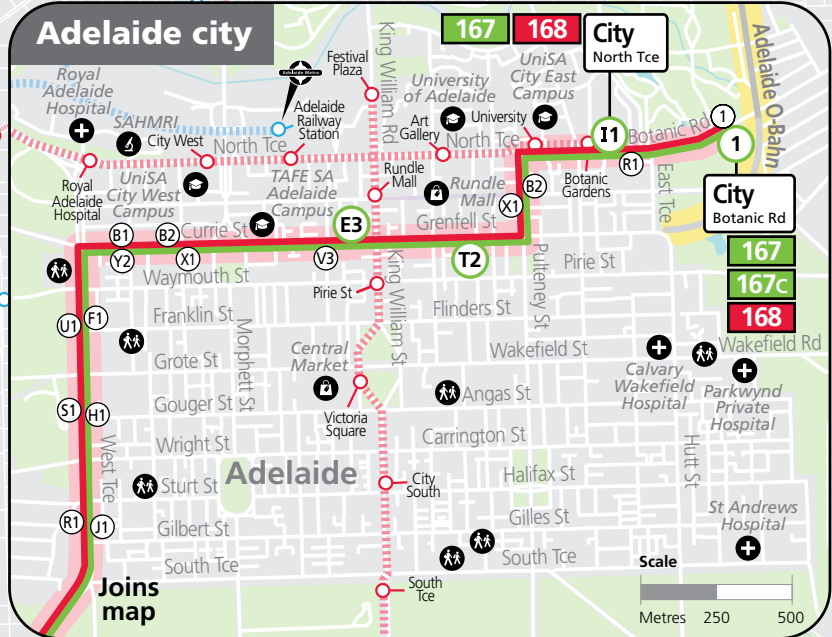 Adelaide city
167 168
City
North Tce
Festival
Plaza
King William Rd
University
of Adelaide
UniSA
City East
Campus
Adelaide O-Bahn
Royal
Adelaide
Hospital
SAHMRI
Adelaide Metro
Adelaide
Railway
Station
City West
North Tce
Art
Gallery
University
North Tce
I1
Botanic Rd
1
1
R1
Royal
Adelaide
Hospital
UniSA
City West
Campus
TAFE SA
Adelaide
Campus
Rundle
Mall
Rundle
Mall
B2
Botanic
Gardens
East Tce
City
Botanic Rd
167
167C
168
B1
B2
Currie St
E3
Grenfell St
X1
Y2
X1
V3
T2
Waymouth St
Pirie St
King William St
Pulteney St
Pirie St
U1
F1
Franklin St
Flinders St
Grote St
Morphett St
Central
Market
Wakefield St
Wakefield Rd
Calvary
Wakefield
Hospital
Parkwynd
Private
Hospital
S1
H1
Gouger St
Victoria
Square
Angas St
West Tce
Wright St
Carrington St
Hutt St
Adelaide
Sturt St
City
South
Halifax St
R1
J1
Gilbert St
Gilles St
St Andrews
Hospital
South Tce
South Tce
Joins
map
South
Tce
Scale
Metres 250 500